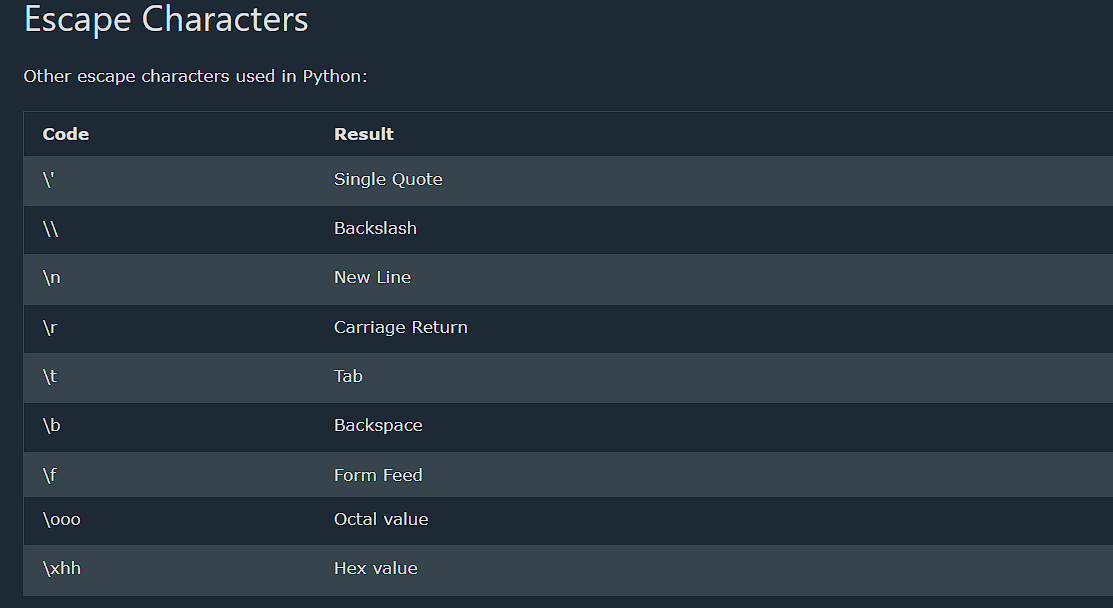 Escape Characters
Other escape characters used in Python:
Code Result
\' Single Quote
\\ Backslash
\n New Line
\r Carriage Return
\t Tab
\b Backspace
\f Form Feed
\ooo Octal value
\xhh Hex value